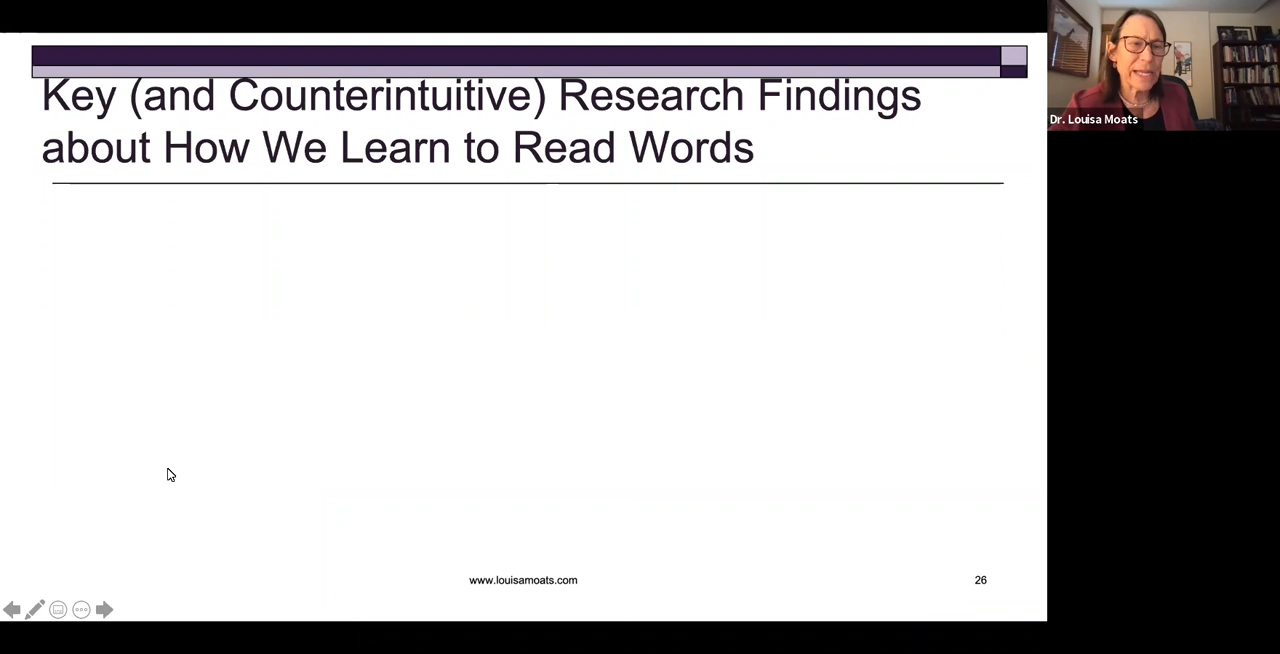 Key (and Counterintuitive) Research Findings
about How We Learn to Read Words
Dr. Louisa Moats
www.louisamoats.com
26